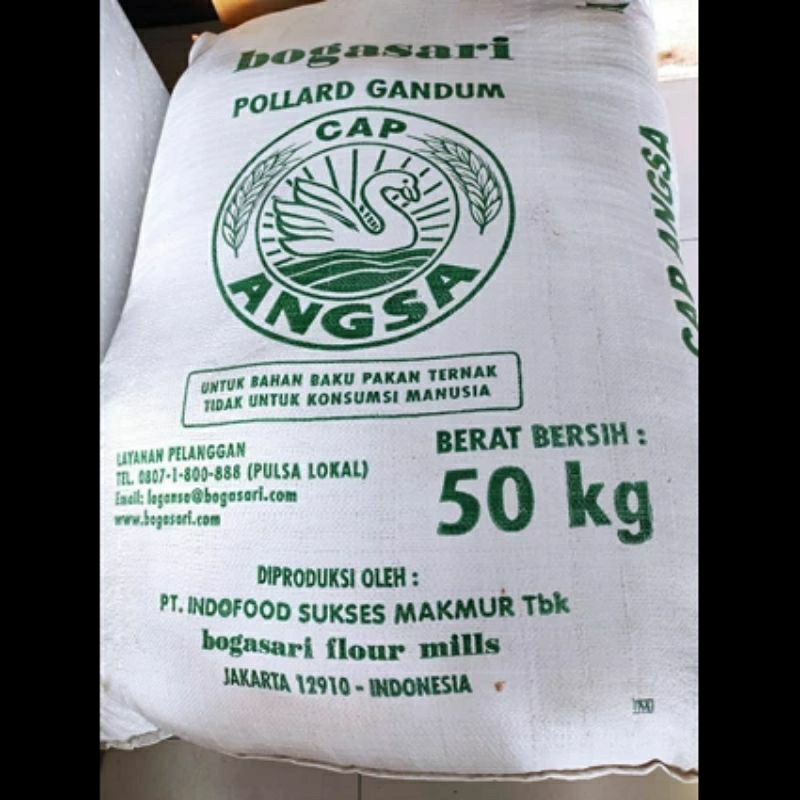 bogasari
POLLARD GANDUM
CAP
ANGSA
CAP ANGSA
UNTUK BAHAN BAKU PAKAN TERNAK
TIDAK UNTUK KONSUMSI MANUSIA
LAYANAN PELANGGAN
TEL. 0807-1-800-888 (PULSA LOKAL)
Email: lagansa@bogasari.com
www.bogasari.com
BERAT BERSIH :
50 kg
DIPRODUKSI OLEH :
PT. INDOFOOD SUKSES MAKMUR Tbk
bogasari flour mills
JAKARTA 12910 - INDONESIA